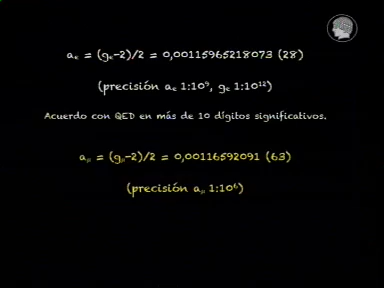 aₑ = (gₑ-2)/2 = 0,00115965218073 (28)
(precisión aₑ 1:10⁹, gₑ 1:10¹²)
Acuerdo con QED en más de 10 dígitos significativos.
aμ = (gμ-2)/2 = 0,00116592091 (63)
(precisión aμ 1:10⁶)